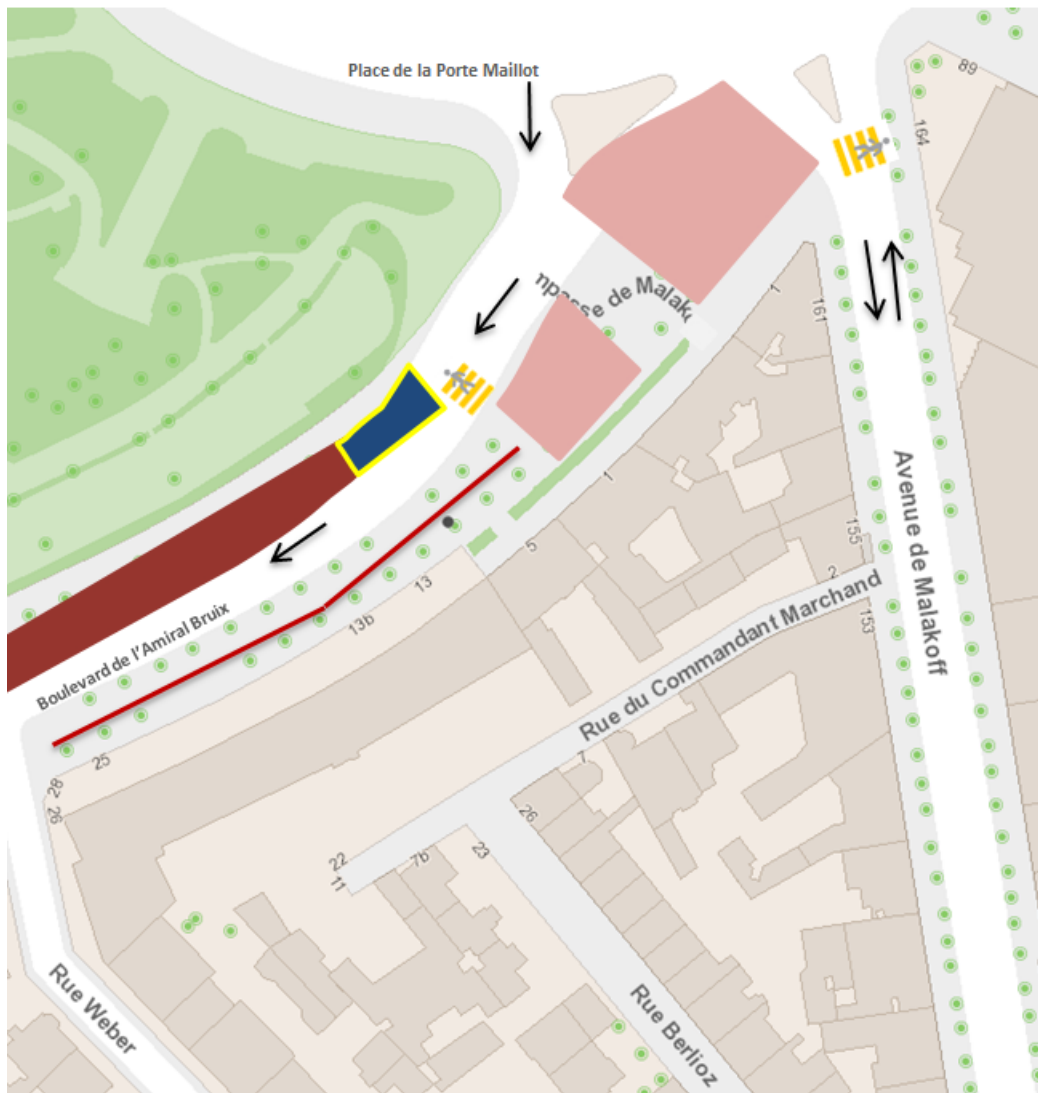 Place de la Porte Maillot
89
164
npasse de Malak
1
161
1
Avenue de Malakoff
155
5
2
13
153
13b
Rue du Commandant Marchand
Boulevard de l'Amiral Bruix
25
28
26
7
26
22
11
7b
23
Rue Weber
Rue Berlioz